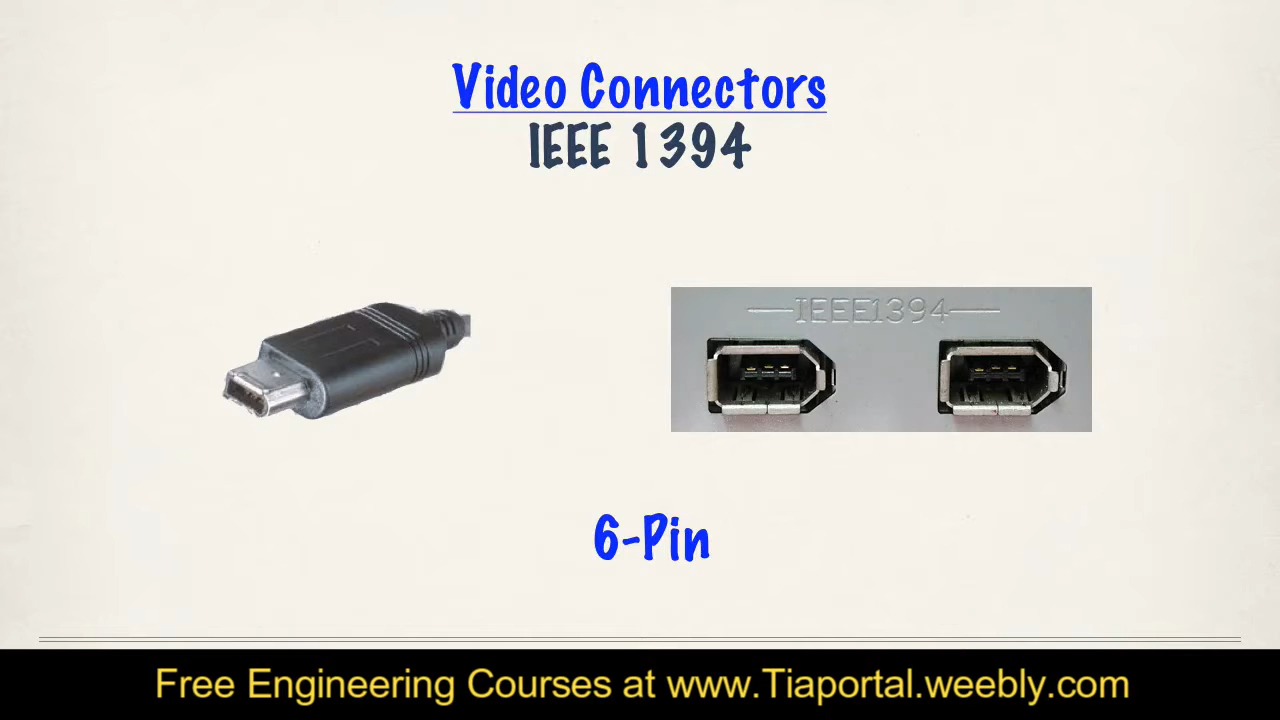 Video Connectors
IEEE 1394
IEEE1394
6-Pin
Free Engineering Courses at www.Tiaportal.weebly.com